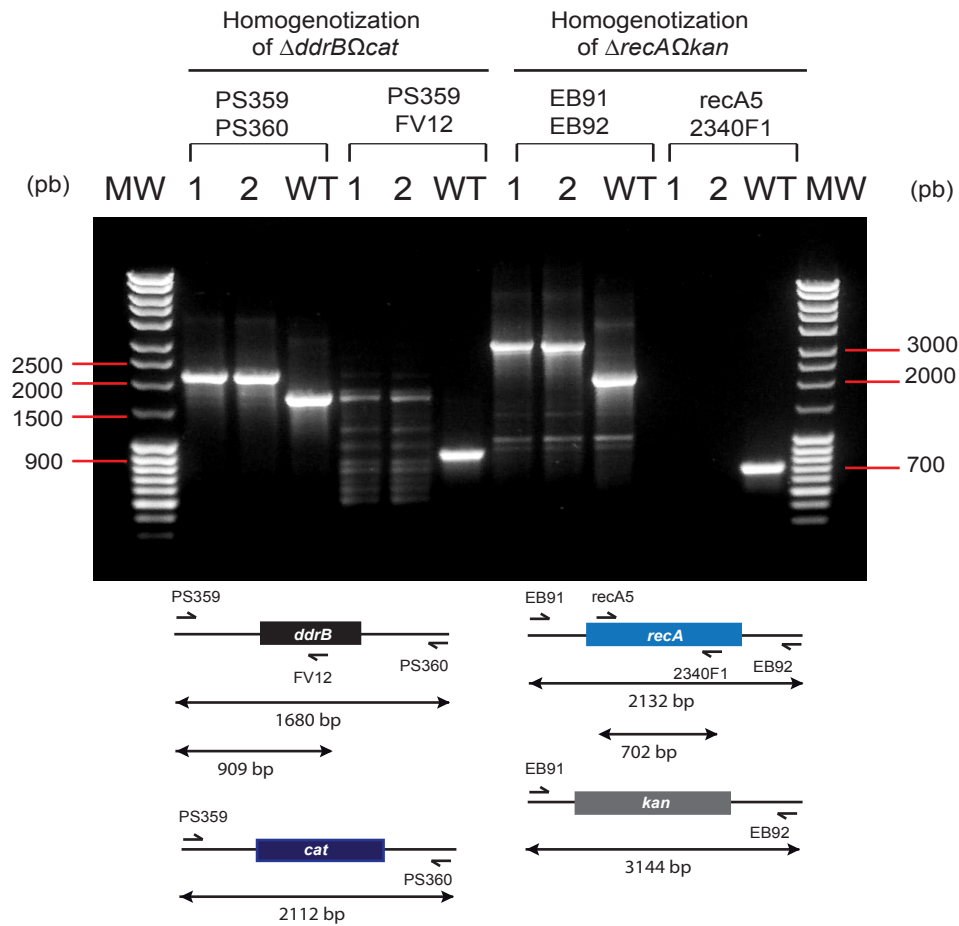 Homogenotization
of ΔddrBΩcat
Homogenotization
of ΔrecAΩkan
PS359
PS360
PS359
FV12
EB91
EB92
recA5
2340F1
(pb) MW 1 2 WT 1 2 WT 1 2 WT 1 2 WT MW (pb)
2500
2000
1500
900
3000
2000
700
PS359
ddrB
FV12
PS360
1680 bp
909 bp
PS359
cat
PS360
2112 bp
EB91
recA5
recA
2340F1
EB92
2132 bp
702 bp
EB91
kan
EB92
3144 bp